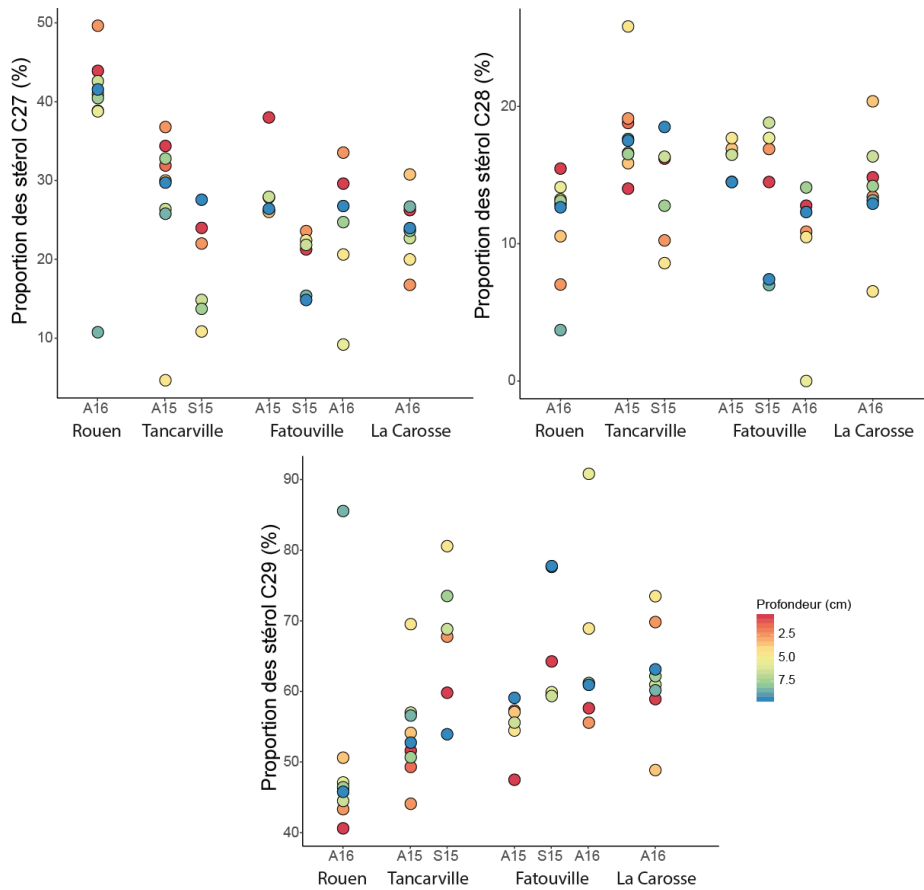 Proportion des stérol C27 (%)
50
40
30
20
10
A16 A15 S15 A15 S15 A16 A16
Rouen Tancarville Fatouville La Carosse
Proportion des stérol C28 (%)
20
10
0
A16 A15 S15 A15 S15 A16 A16
Rouen Tancarville Fatouville La Carosse
Proportion des stérol C29 (%)
90
80
70
60
50
40
A16 A15 S15 A15 S15 A16 A16
Rouen Tancarville Fatouville La Carosse
Profondeur (cm)
2.5
5.0
7.5